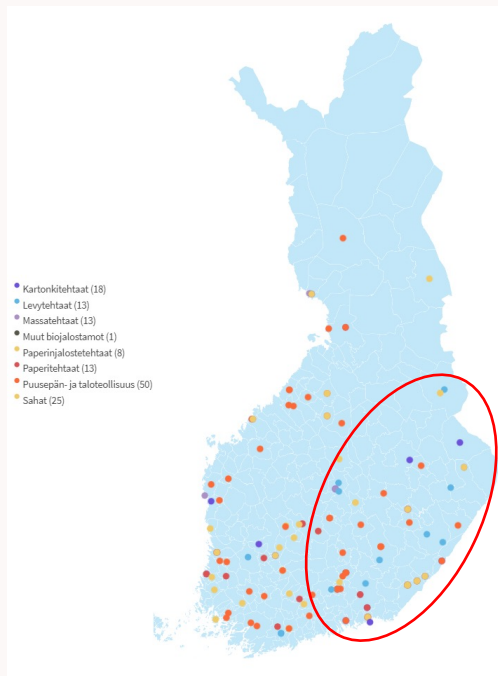 Kartonkitehtaat (18)
Levytehtaat (13)
Massatehtaat (13)
Muut biojalostamot (1)
Paperinjalostetehtaat (8)
Paperitehtaat (13)
Puusepän- ja taloteollisuus (50)
Sahat (25)